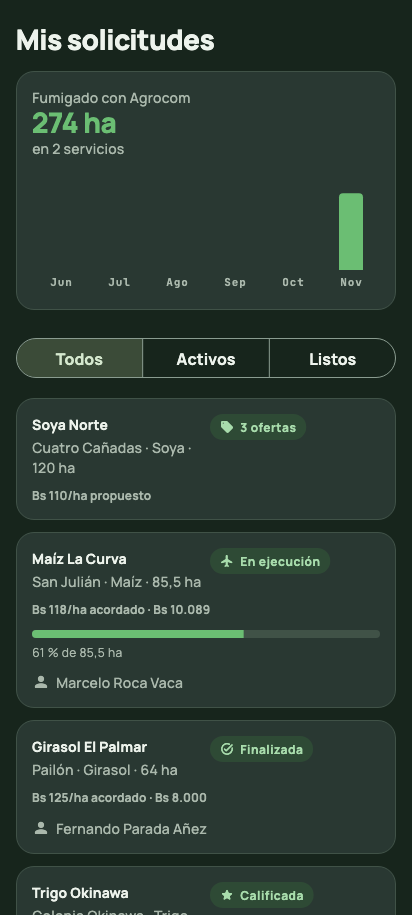 Mis solicitudes
Fumigado con Agrocom
274 ha
en 2 servicios
Jun Jul Ago Sep Oct Nov
Todos Activos Listos
Soya Norte
3 ofertas
Cuatro Cañadas · Soya ·
120 ha
Bs 110/ha propuesto
Maíz La Curva
En ejecución
San Julián · Maíz · 85,5 ha
Bs 118/ha acordado · Bs 10.089
61 % de 85,5 ha
Marcelo Roca Vaca
Girasol El Palmar
Finalizada
Pailón · Girasol · 64 ha
Bs 125/ha acordado · Bs 8.000
Fernando Parada Añez
Trigo Okinawa
Calificada